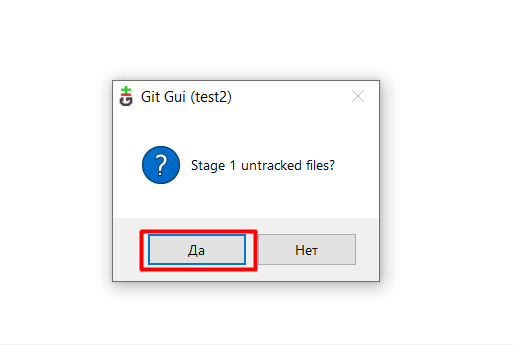 Git Gui (test2)
Stage 1 untracked files?
Да
Нет